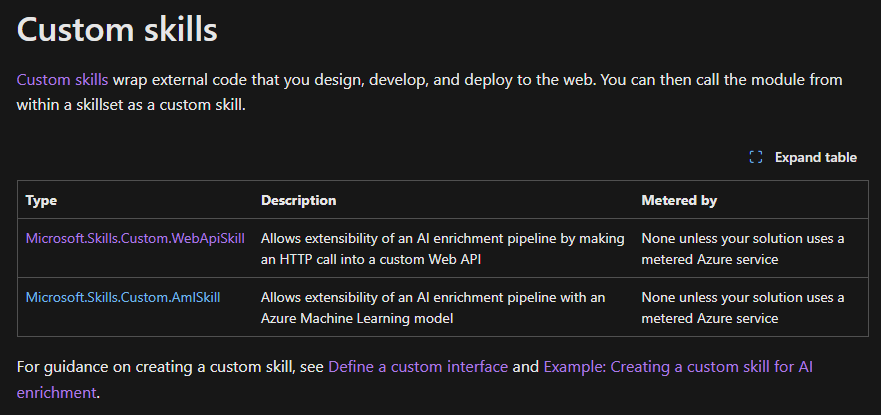 Custom skills
Custom skills wrap external code that you design, develop, and deploy to the web. You can then call the module from
within a skillset as a custom skill.
Expand table
Type Description Metered by
Microsoft.Skills.Custom.WebApiSkill Allows extensibility of an AI enrichment pipeline by making None unless your solution uses a
an HTTP call into a custom Web API metered Azure service
Microsoft.Skills.Custom.AmlSkill Allows extensibility of an AI enrichment pipeline with an None unless your solution uses a
Azure Machine Learning model metered Azure service
For guidance on creating a custom skill, see Define a custom interface and Example: Creating a custom skill for AI
enrichment.